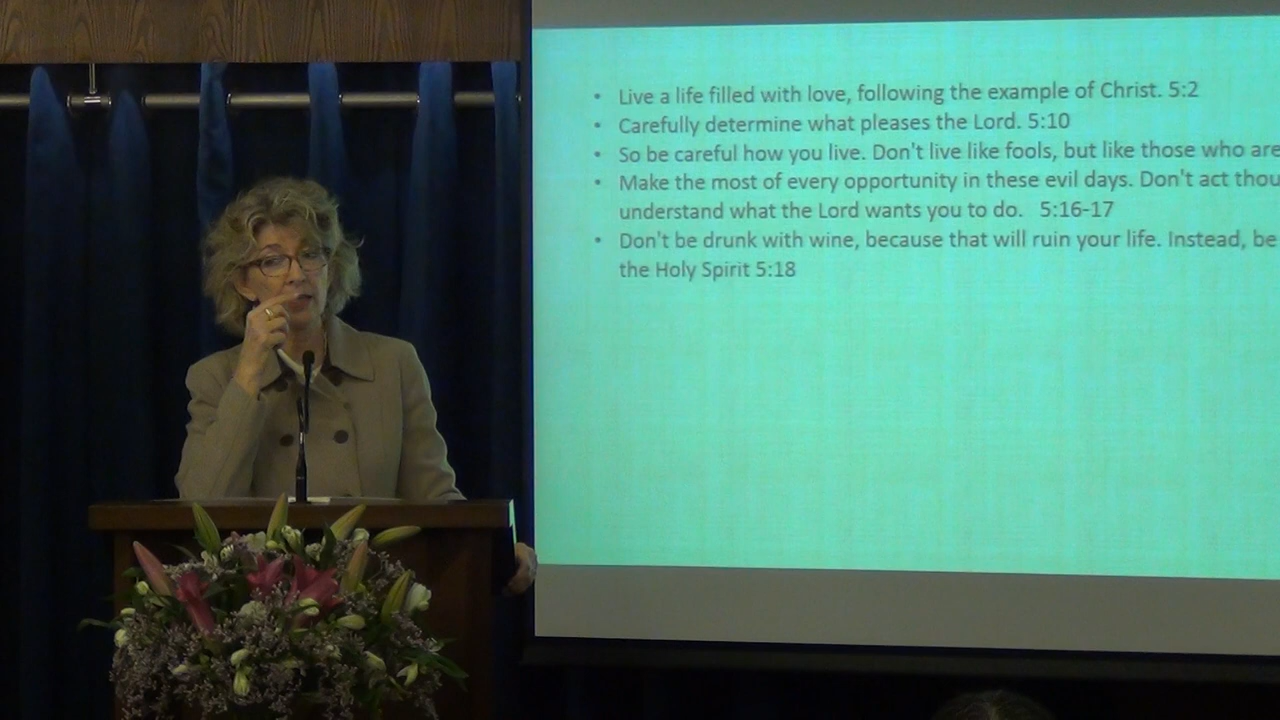 • Live a life filled with love, following the example of Christ. 5:2
• Carefully determine what pleases the Lord. 5:10
• So be careful how you live. Don't live like fools, but like those who are
• Make the most of every opportunity in these evil days. Don't act
understand what the Lord wants you to do. 5:16-17
• Don't be drunk with wine, because that will ruin your life. Instead, be
the Holy Spirit 5:18